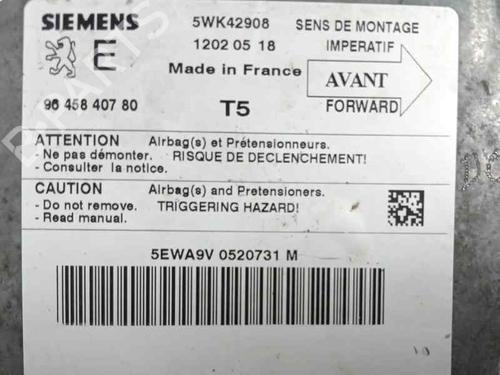 SIEMENS 5WK42908 SENS DE MONTAGE
E 1202 05 18 IMPERATIF
Made in France AVANT
96 458 407 80 T5 FORWARD
ATTENTION Airbag(s) et Prétensionneurs.
- Ne pas démonter. RISQUE DE DECLENCHEMENT!
- Consulter la notice.
CAUTION Airbag(s) and Pretensioners.
- Do not remove. TRIGGERING HAZARD!
- Read manual.
5EWA9V 0520731 M